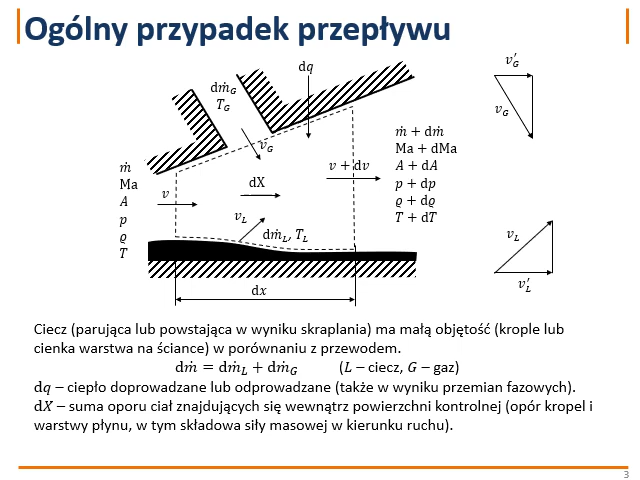 Ogólny przypadek przepływu
dq
dṁ_G
T_G
v_G
v'_G
v_G
ṁ
Ma
A
p
ϱ
T
v
dX
v + dv
ṁ + dṁ
Ma + dMa
A + dA
p + dp
ϱ + dϱ
T + dT
v_L
dṁ_L, T_L
v_L
v'_L
dx
Ciecz (parująca lub powstająca w wyniku skraplania) ma małą objętość (krople lub
cienka warstwa na ściance) w porównaniu z przewodem.
dṁ = dṁ_L + dṁ_G (L – ciecz, G – gaz)
dq – ciepło doprowadzane lub odprowadzane (także w wyniku przemian fazowych).
dX – suma oporu ciał znajdujących się wewnątrz powierzchni kontrolnej (opór kropel i
warstwy płynu, w tym składowa siły masowej w kierunku ruchu).
3